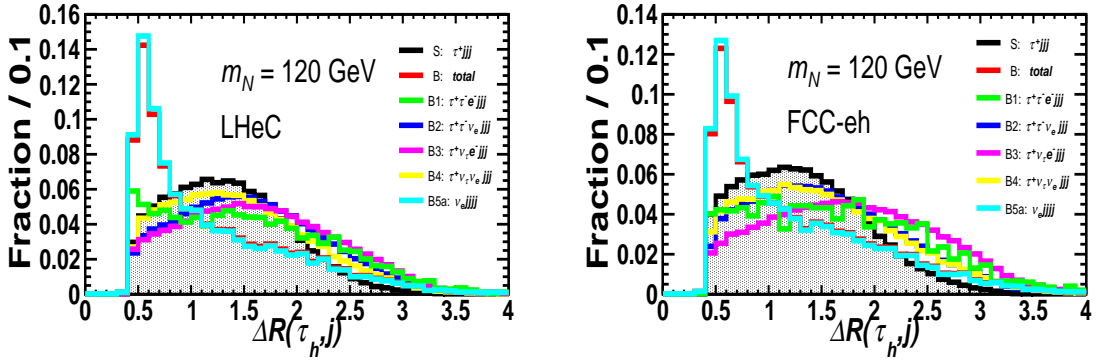 Fraction / 0.1
0.16
0.14
0.12
0.1
0.08
0.06
0.04
0.02
0
m_N = 120 GeV
LHeC
S: τ⁺jjj
B: total
B1: τ⁺τ⁻e⁻jjj
B2: τ⁺τ⁻ν_e jjj
B3: τ⁺ν_τ e⁻jjj
B4: τ⁺ν_τ ν_e jjj
B5a: ν_e jjjj
0 0.5 1 1.5 2 2.5 3 3.5 4
ΔR(τ_h, j)
Fraction / 0.1
0.14
0.12
0.1
0.08
0.06
0.04
0.02
0
m_N = 120 GeV
FCC-eh
S: τ⁺jjj
B: total
B1: τ⁺τ⁻e⁻jjj
B2: τ⁺τ⁻ν_e jjj
B3: τ⁺ν_τ e⁻jjj
B4: τ⁺ν_τ ν_e jjj
B5a: ν_e jjjj
0 0.5 1 1.5 2 2.5 3 3.5 4
ΔR(τ_h, j)